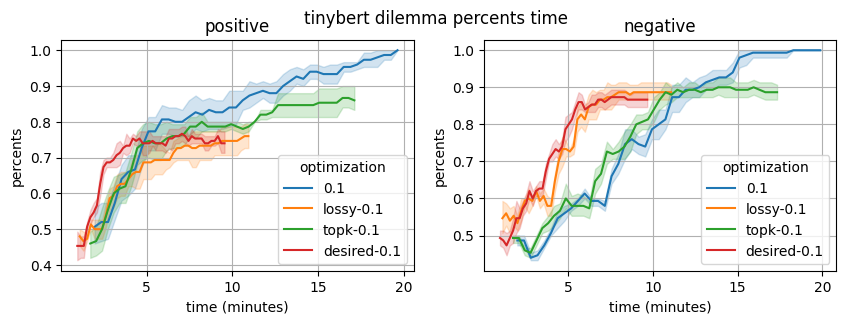 tinybert dilemma percents time
positive
1.0
0.9
0.8
0.7
0.6
0.5
0.4
percents
5
10
15
20
time (minutes)
optimization
0.1
lossy-0.1
topk-0.1
desired-0.1
negative
1.0
0.9
0.8
0.7
0.6
0.5
percents
5
10
15
20
time (minutes)
optimization
0.1
lossy-0.1
topk-0.1
desired-0.1